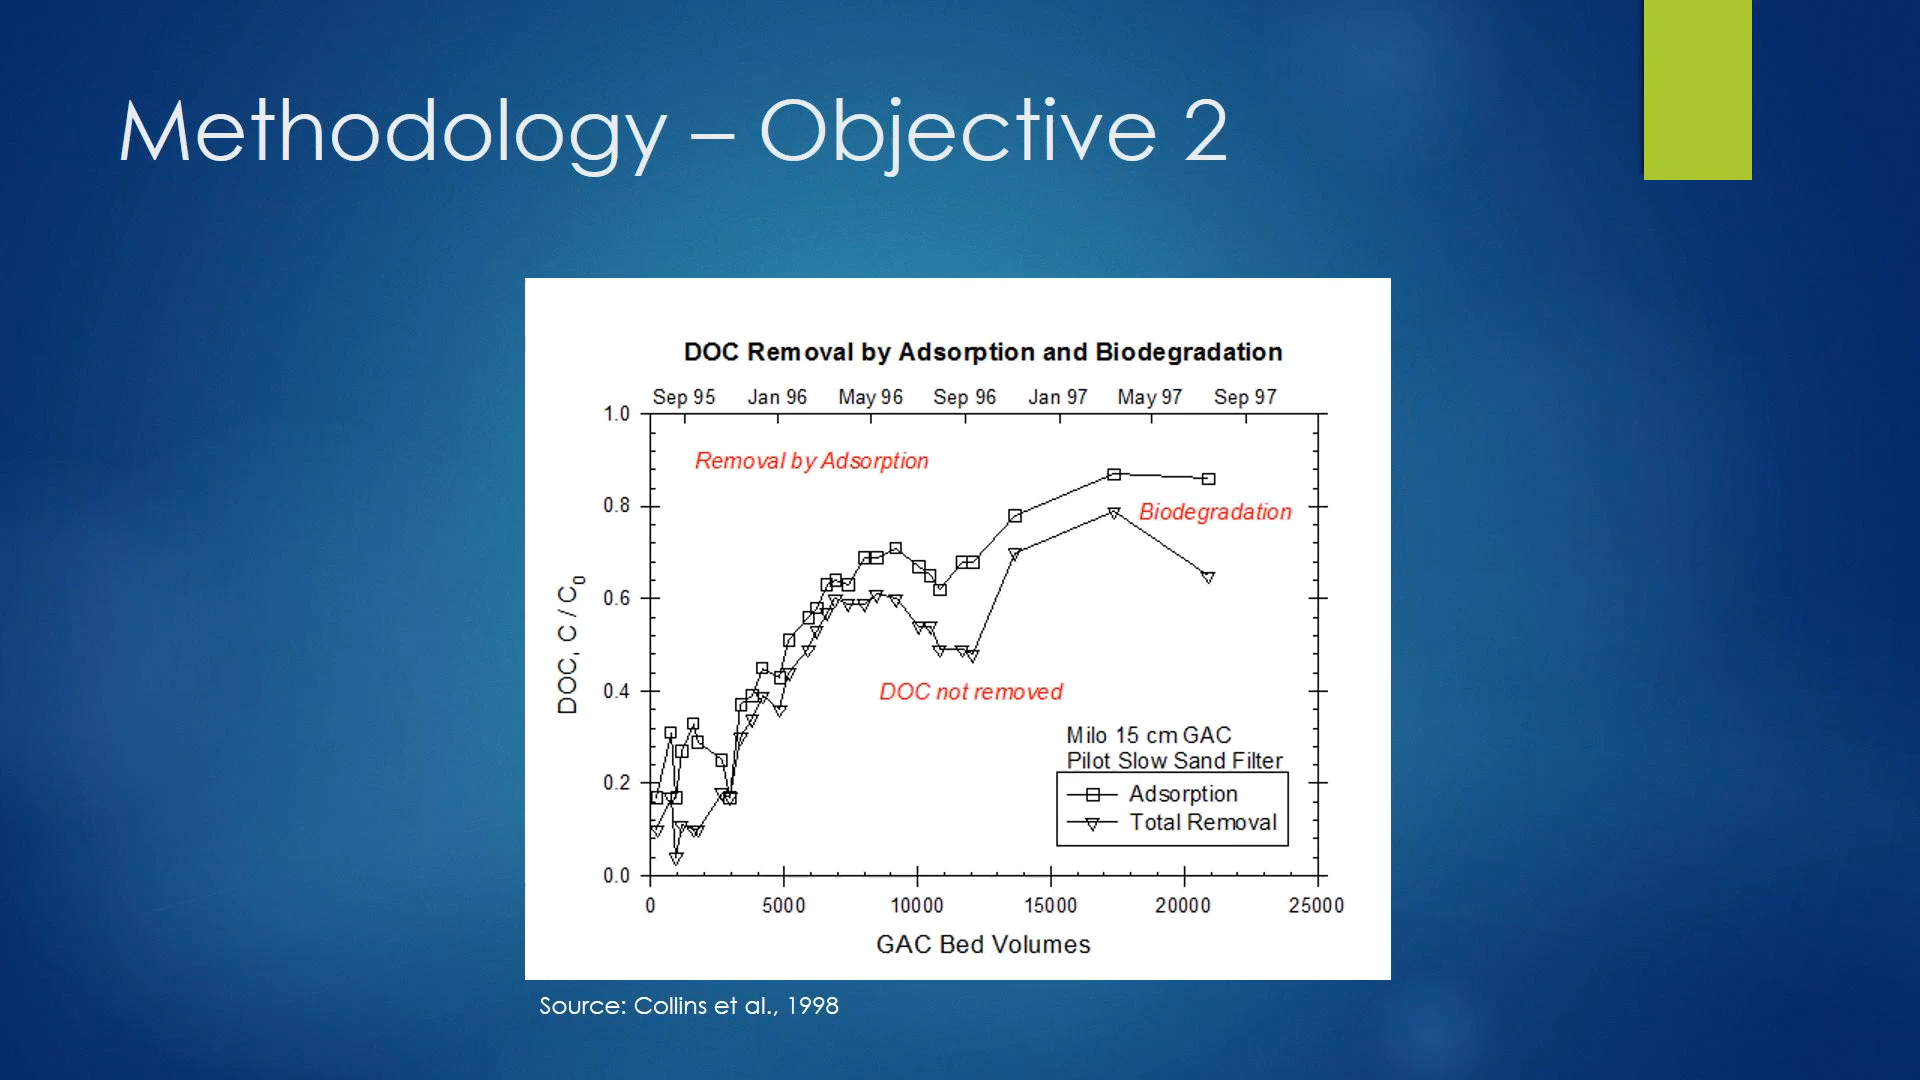 Methodology – Objective 2
DOC Removal by Adsorption and Biodegradation
Sep 95 Jan 96 May 96 Sep 96 Jan 97 May 97 Sep 97
1.0
Removal by Adsorption
0.8
Biodegradation
0.6
DOC, C / C0
0.4
DOC not removed
Milo 15 cm GAC
Pilot Slow Sand Filter
0.2
Adsorption
Total Removal
0.0
0 5000 10000 15000 20000 25000
GAC Bed Volumes
Source: Collins et al., 1998